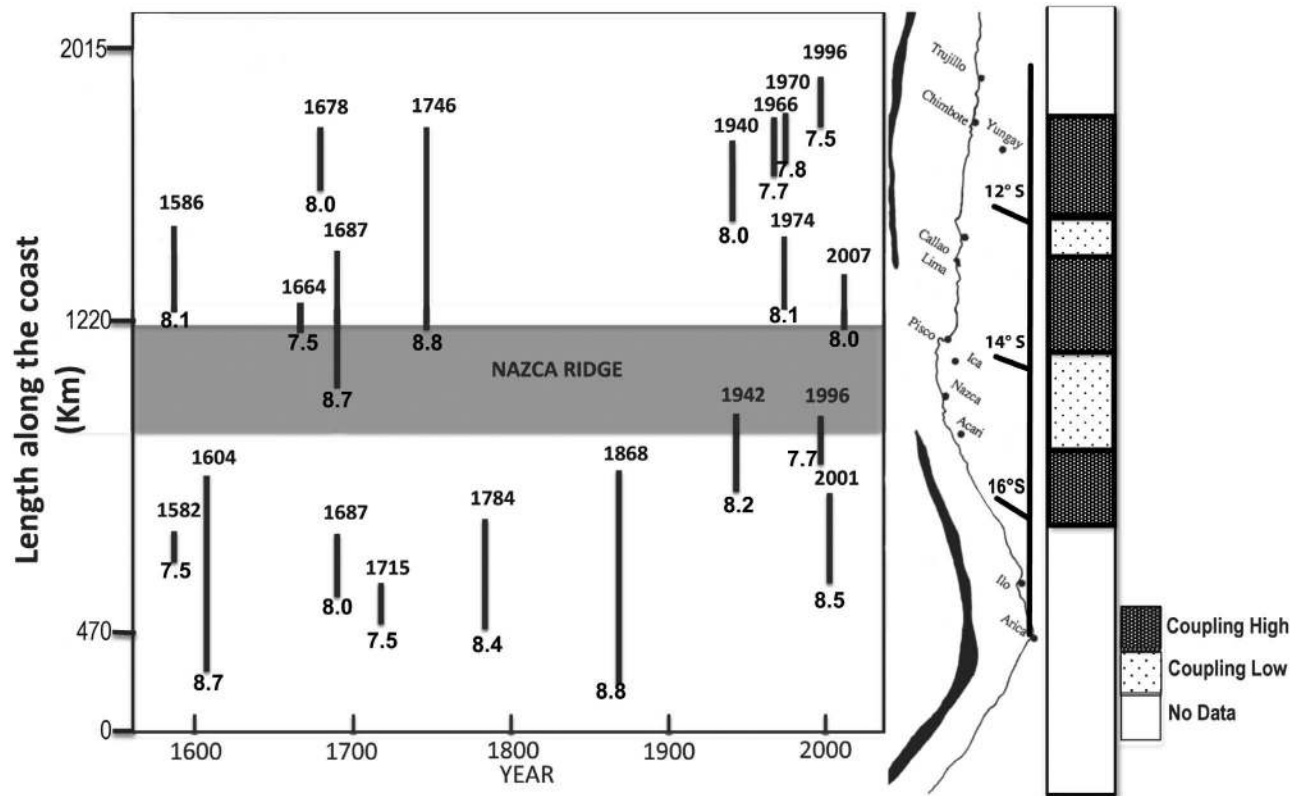 Length along the coast
(Km)
2015
1220
470
0
1586
8.1
1582
7.5
1604
8.7
1678
8.0
1664
7.5
1687
8.7
1687
8.0
1715
7.5
1746
8.8
1784
8.4
1868
8.8
NAZCA RIDGE
1940
8.0
1966
7.7
1970
7.8
1996
7.5
1974
8.1
2007
8.0
1942
8.2
1996
7.7
2001
8.5
1600
1700
1800
1900
2000
YEAR
Trujillo
Chimbote
Yungay
12° S
Callao
Lima
Pisco
14° S
Ica
Nazca
Acari
16°S
Ilo
Arica
Coupling High
Coupling Low
No Data